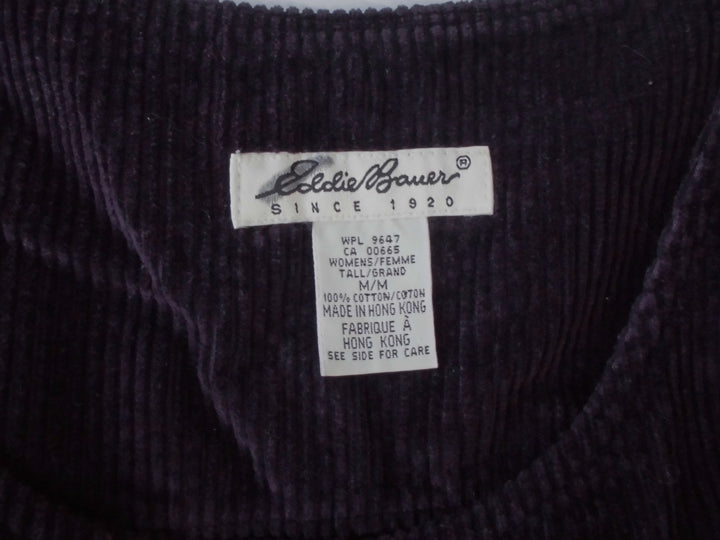 Eddie Bauer®
SINCE 1920
WPL 9647
CA 00665
WOMENS/FEMME
TALL/GRAND
M/M
100% COTTON/COTON
MADE IN HONG KONG
FABRIQUE À
HONG KONG
SEE SIDE FOR CARE